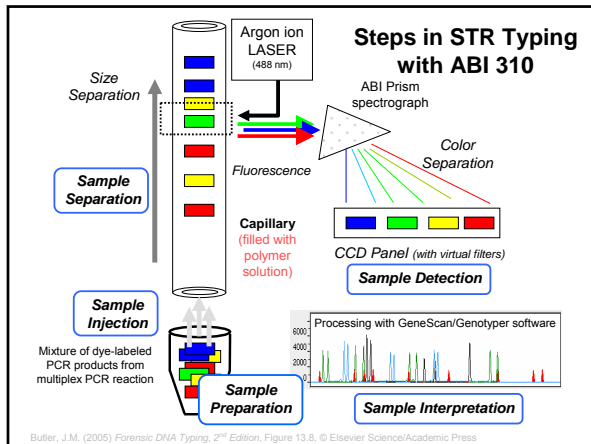 Steps in STR Typing
with ABI 310
Argon ion
LASER
(488 nm)
Size
Separation
ABI Prism
spectrograph
Color
Separation
Fluorescence
Sample
Separation
Capillary
(filled with
polymer
solution)
CCD Panel (with virtual filters)
Sample Detection
Sample
Injection
Mixture of dye-labeled
PCR products from
multiplex PCR reaction
Sample
Preparation
Processing with GeneScan/Genotyper software
6000
4000
2000
0
Sample Interpretation
Butler, J.M. (2005) Forensic DNA Typing, 2nd Edition, Figure 13.8, © Elsevier Science/Academic Press